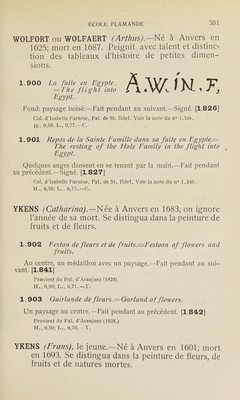 ÉCOLE FLAMANDE 381
WOLFORT ou WOLFAERT (Arthus).—Né à Anvers en
1625; mort en 1687. Peignit avec talent et distinc-
tion des tableaux d'histoire de petites dimen-
sions.
1.900 La fuite en Egypte.
=The flight into
Egypt.
A.W.IN.F,
Fond: paysage boisé.—Fait pendant au suivant.—Signé. [1.826]
Col. d'Isabelle Farnèse, Pal. de St. Ildef. Voir la note du nº 1.346.
H., 0,58; L., 0,77.—C.
1.901 Repos de la Sainte Famille dans sa fuite en Egypte.=
The resting of the Holy Family in the flight into
Egypt.
Quelques anges dansent en se tenant par la main.—Fait pendant
au précédent.—Signé. [1.827]
Col. d'Isabelle Farnèse, Pal. de St. Ildef. Voir la note du nº 1.346.
H., 0,56; L., 0,77.—C.
YKENS (Catharina).—Née à Anvers en 1683; on ignore
l'année de sa mort. Se distingua dans la peinture de
fruits et de fleurs.
1.902 Feston de fleurs et de fruits.=Festoon of flowers and
fruits.
Au centre, un médaillon avec un paysage.—Fait pendant au sui-
vant. [1.841]
Provient du Pal. d'Aranjuez (1828).
H., 0,90; L., 0,71.—T.
1.903 Guirlande de fleurs.=Garland of flowers.
Un paysage au centre.—Fait pendant au précédent. [1.842]
Provient du Pal. d'Aranjuez (1828.)
H., 0,90; L., 0,70.—T.
YKENS (Frans), le jeune.—Né à Anvers en 1601; mort
en 1693. Se distingua dans la peinture de fleurs, de
fruits et de natures mortes.